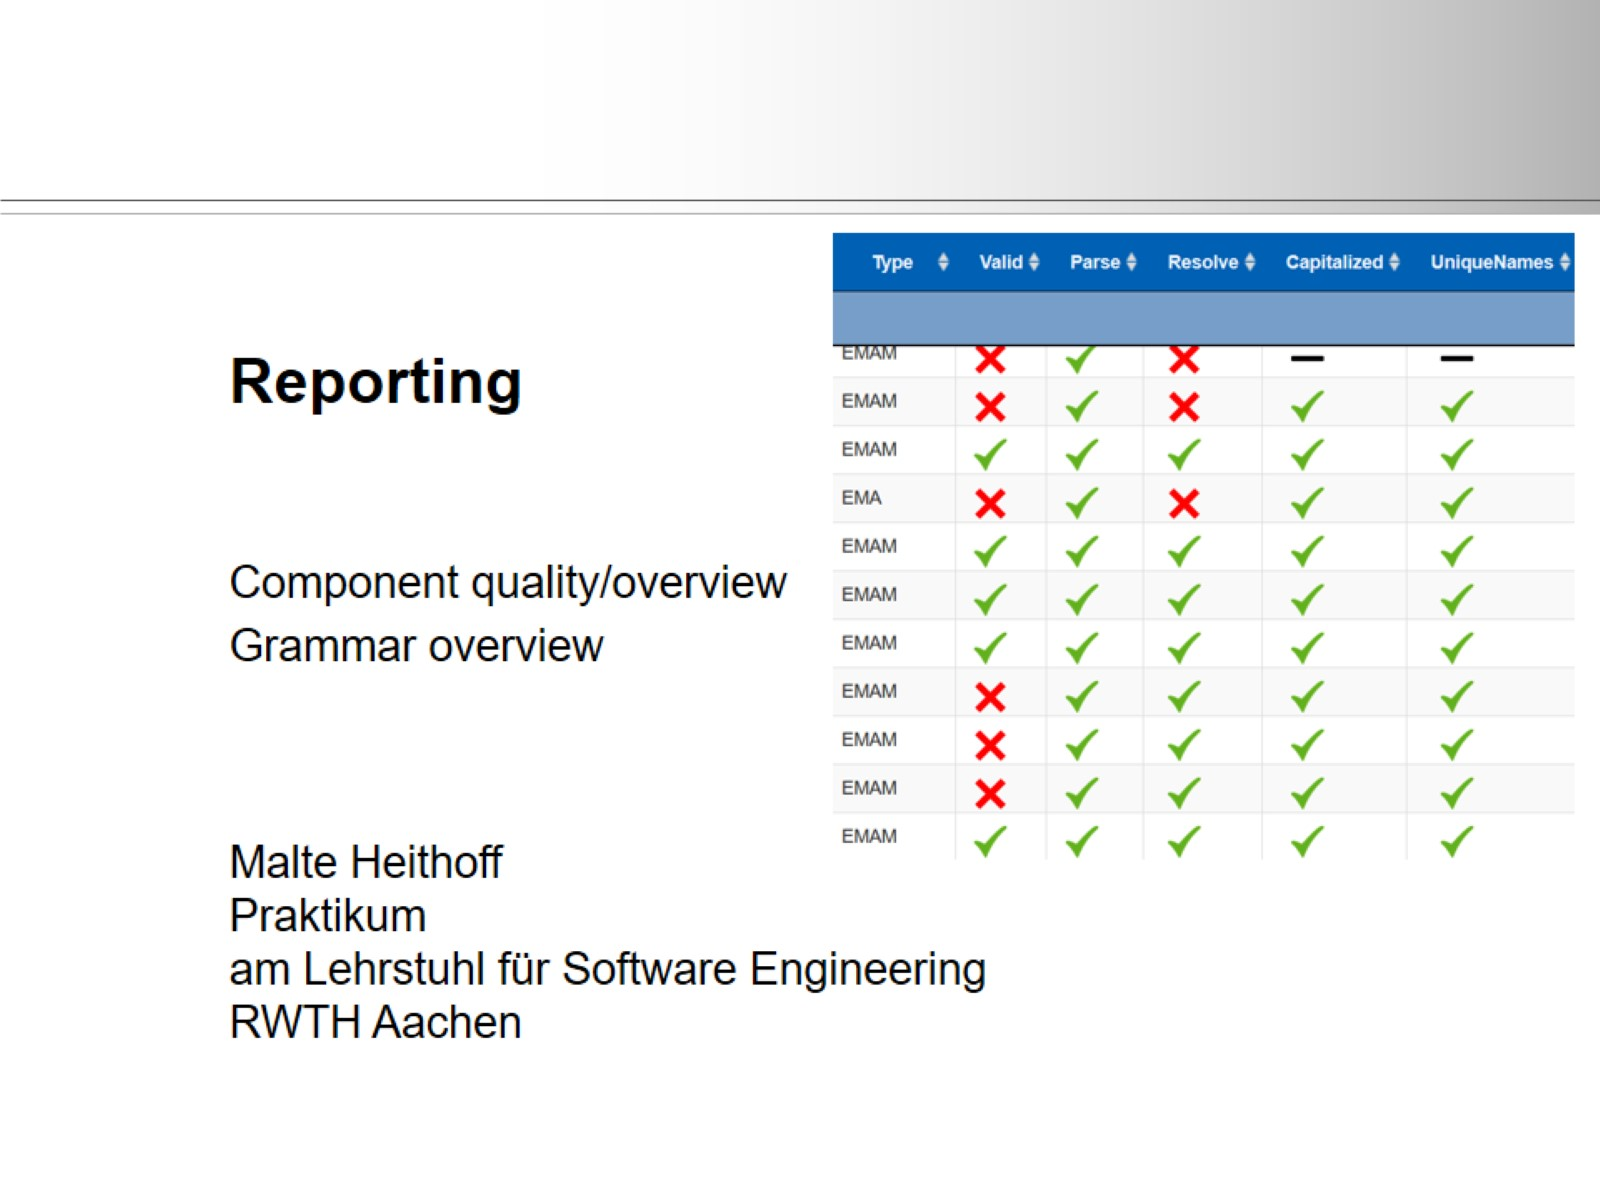 Type Valid Parse Resolve Capitalized UniqueNames
Reporting
EMAM
EMAM
EMAM
EMA
EMAM
EMAM
EMAM
EMAM
EMAM
EMAM
EMAM
Component quality/overview
Grammar overview
Malte Heithoff
Praktikum
am Lehrstuhl für Software Engineering
RWTH Aachen